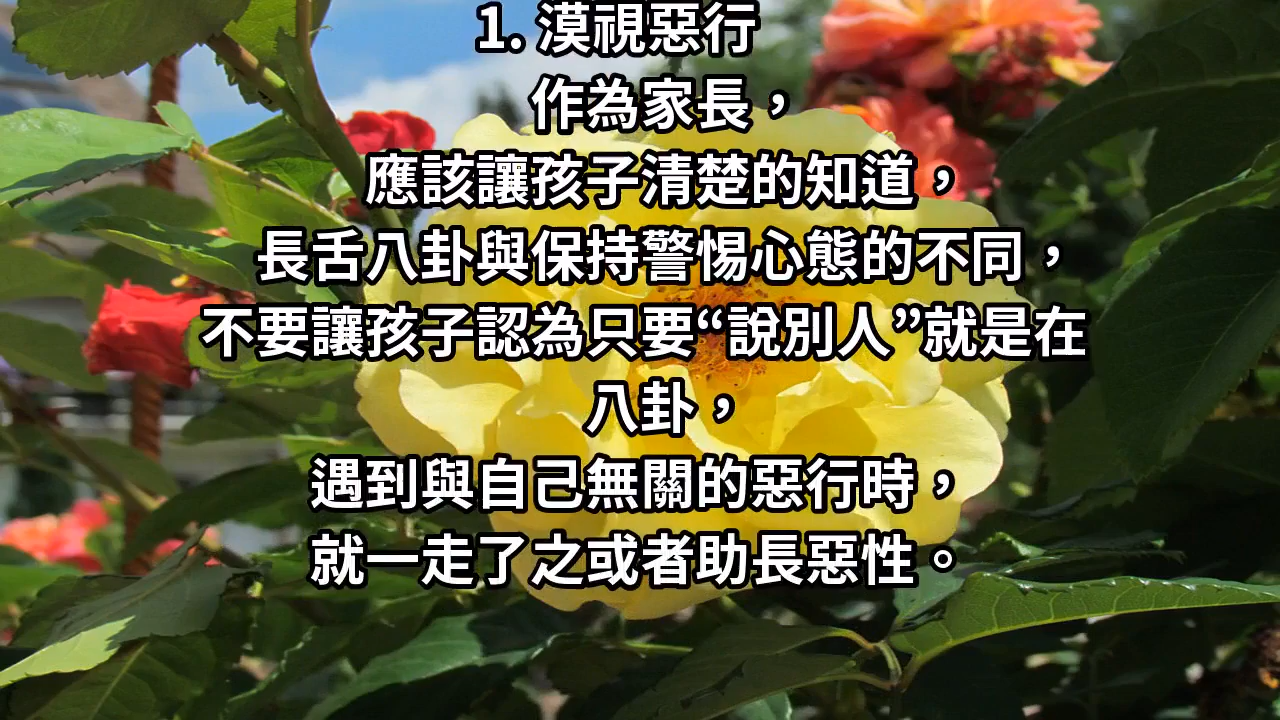 1. 漠視惡行
作為家長，
應該讓孩子清楚的知道，
長舌八卦與保持警惕心態的不同，
不要讓孩子認為只要“說別人”就是在
八卦，
遇到與自己無關的惡行時，
就一走了之或者助長惡性。